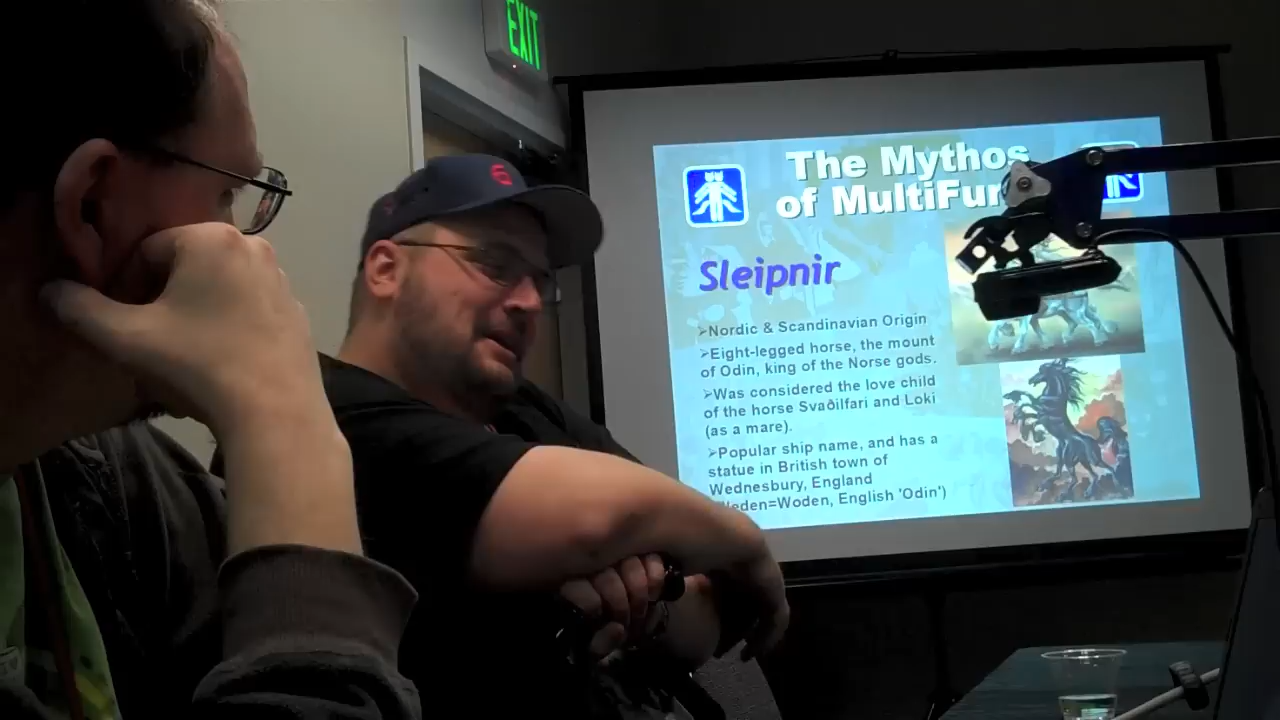 EXIT
6
The Mythos
of MultiFur
Sleipnir
➢Nordic & Scandinavian Origin
➢Eight-legged horse, the mount
of Odin, king of the Norse gods.
➢Was considered the love child
of the horse Svaðilfari and Loki
(as a mare).
➢Popular ship name, and has a
statue in British town of
Wednesbury, England
eden=Woden, English 'Odin')